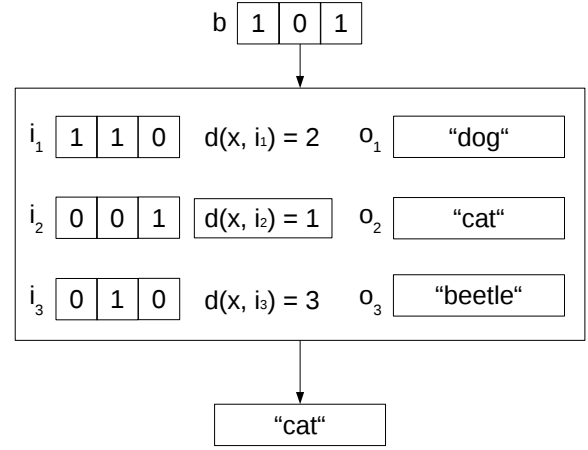 b 1 0 1
i₁ 1 1 0 d(x, i₁) = 2 o₁ “dog“
i₂ 0 0 1 d(x, i₂) = 1 o₂ “cat“
i₃ 0 1 0 d(x, i₃) = 3 o₃ “beetle“
“cat“